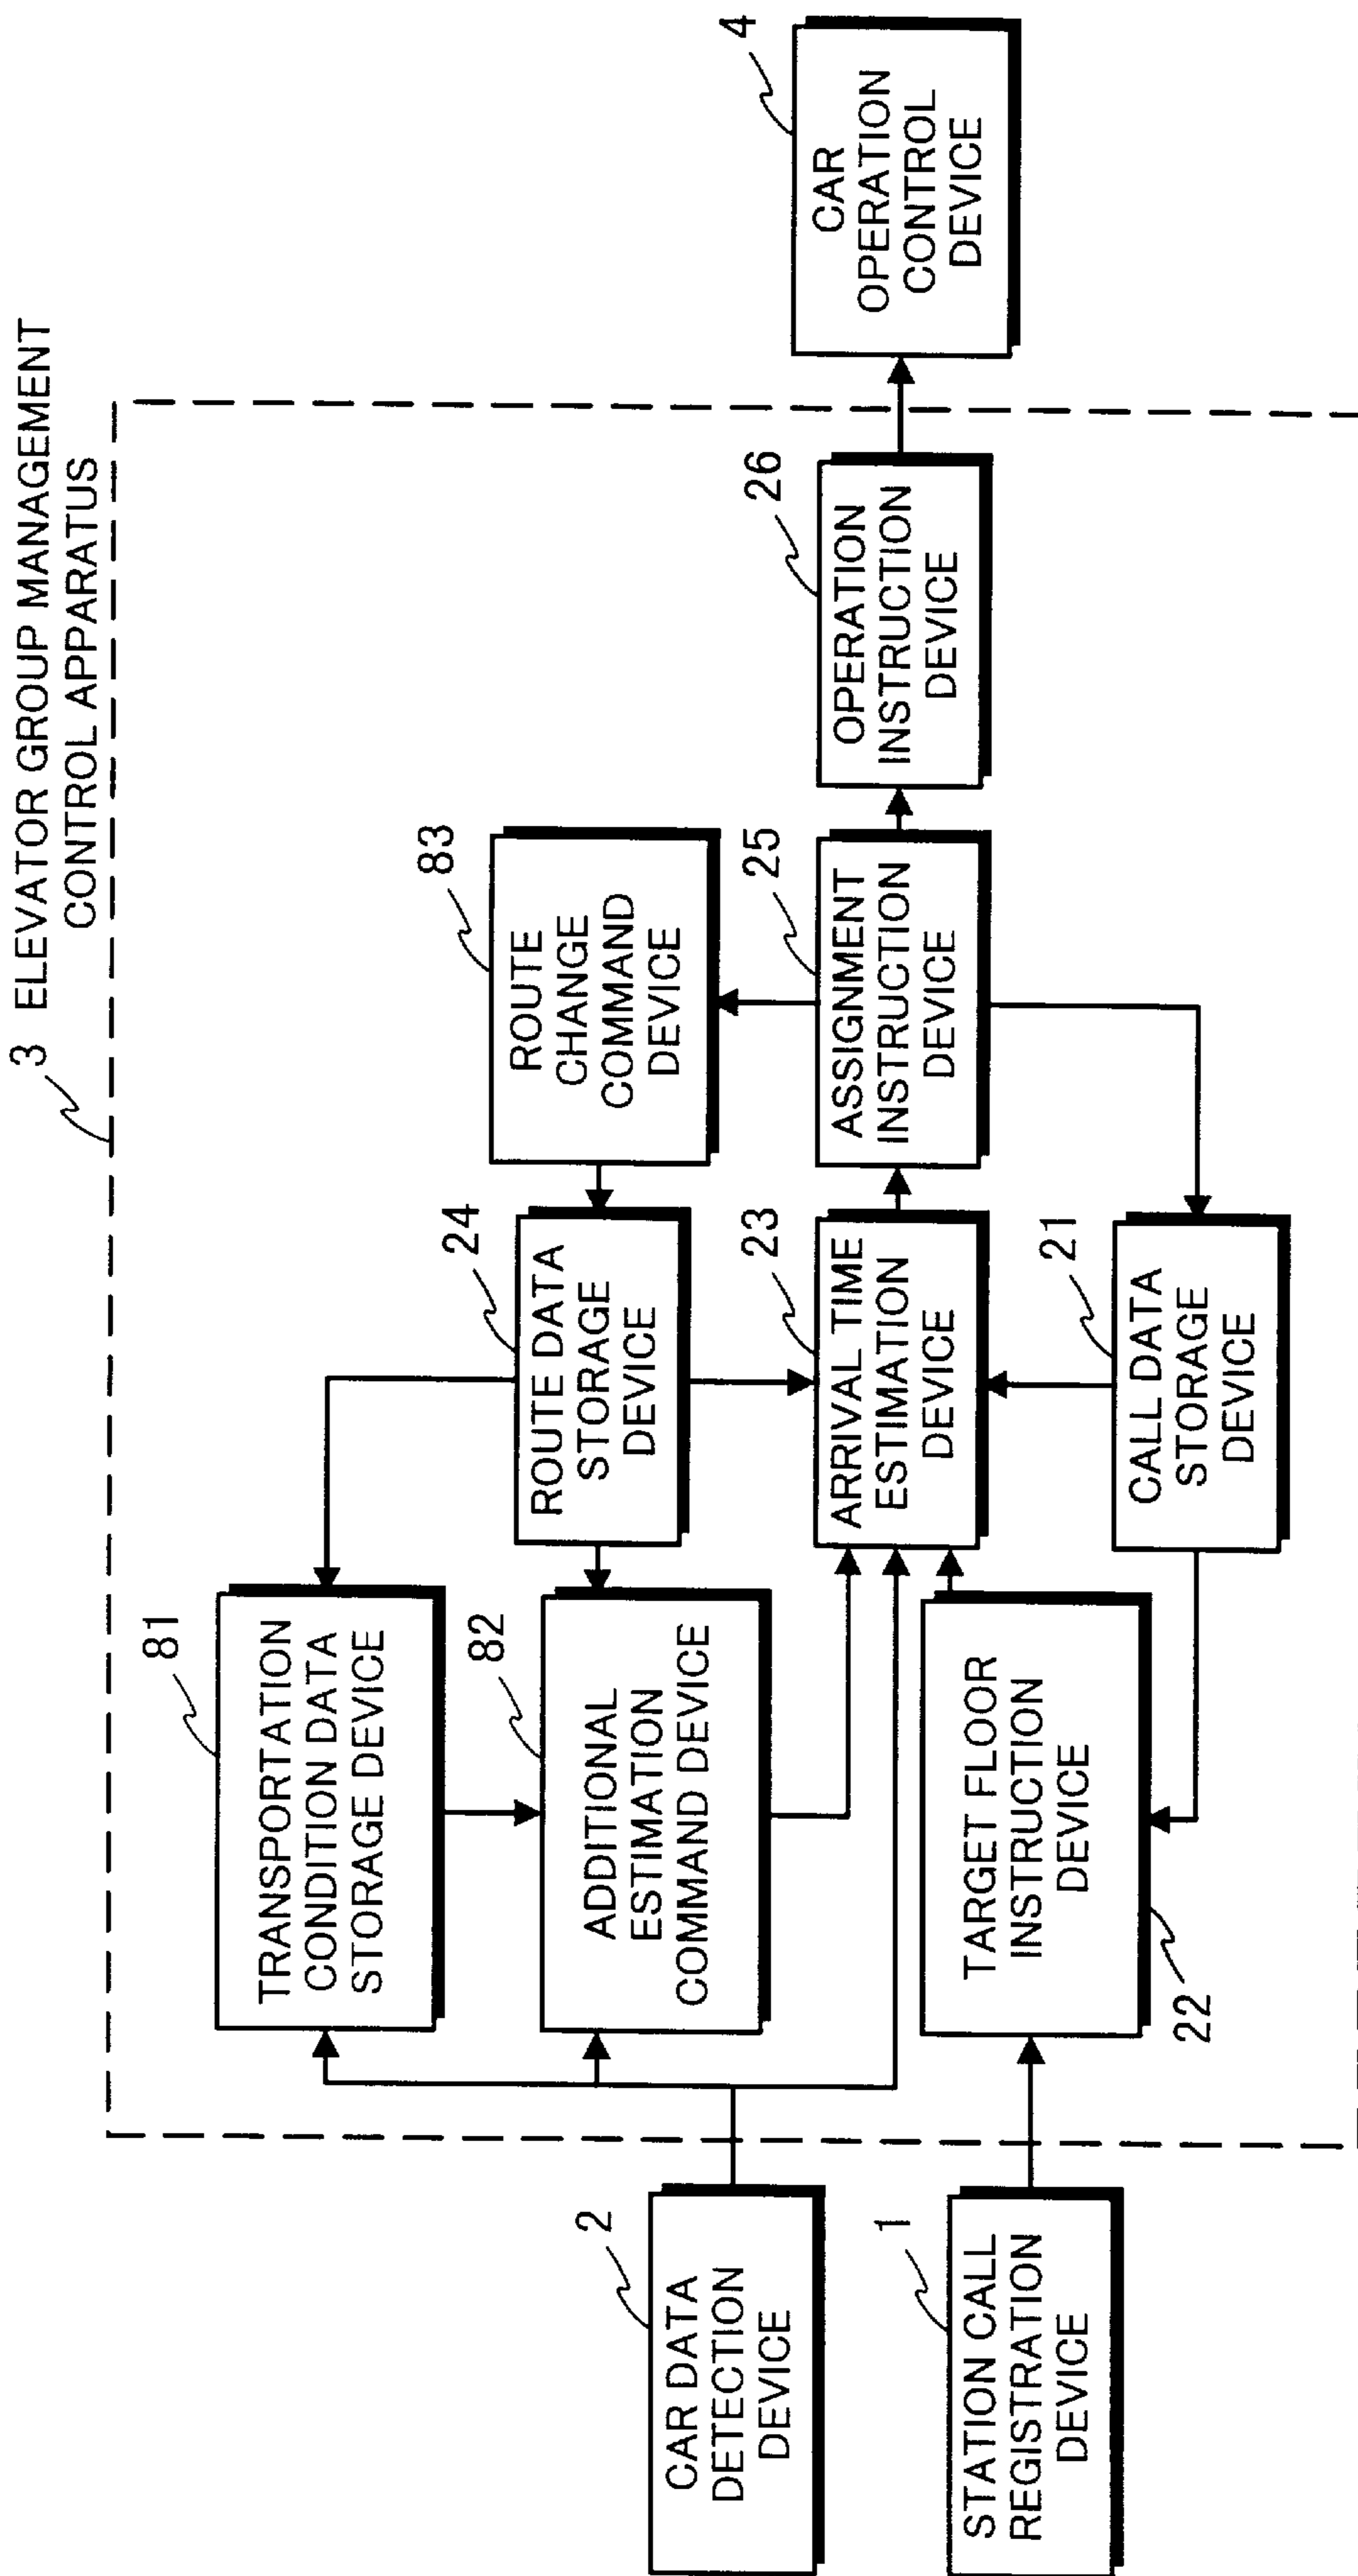 3 ELEVATOR GROUP MANAGEMENT
CONTROL APPARATUS
81
TRANSPORTATION
CONDITION DATA
STORAGE DEVICE
24
ROUTE DATA
STORAGE
DEVICE
83
ROUTE
CHANGE
COMMAND
DEVICE
82
ADDITIONAL
ESTIMATION
COMMAND DEVICE
2
CAR DATA
DETECTION
DEVICE
23
ARRIVAL TIME
ESTIMATION
DEVICE
25
ASSIGNMENT
INSTRUCTION
DEVICE
26
OPERATION
INSTRUCTION
DEVICE
4
CAR
OPERATION
CONTROL
DEVICE
1
STATION CALL
REGISTRATION
DEVICE
TARGET FLOOR
INSTRUCTION
DEVICE
22
21
CALL DATA
STORAGE
DEVICE